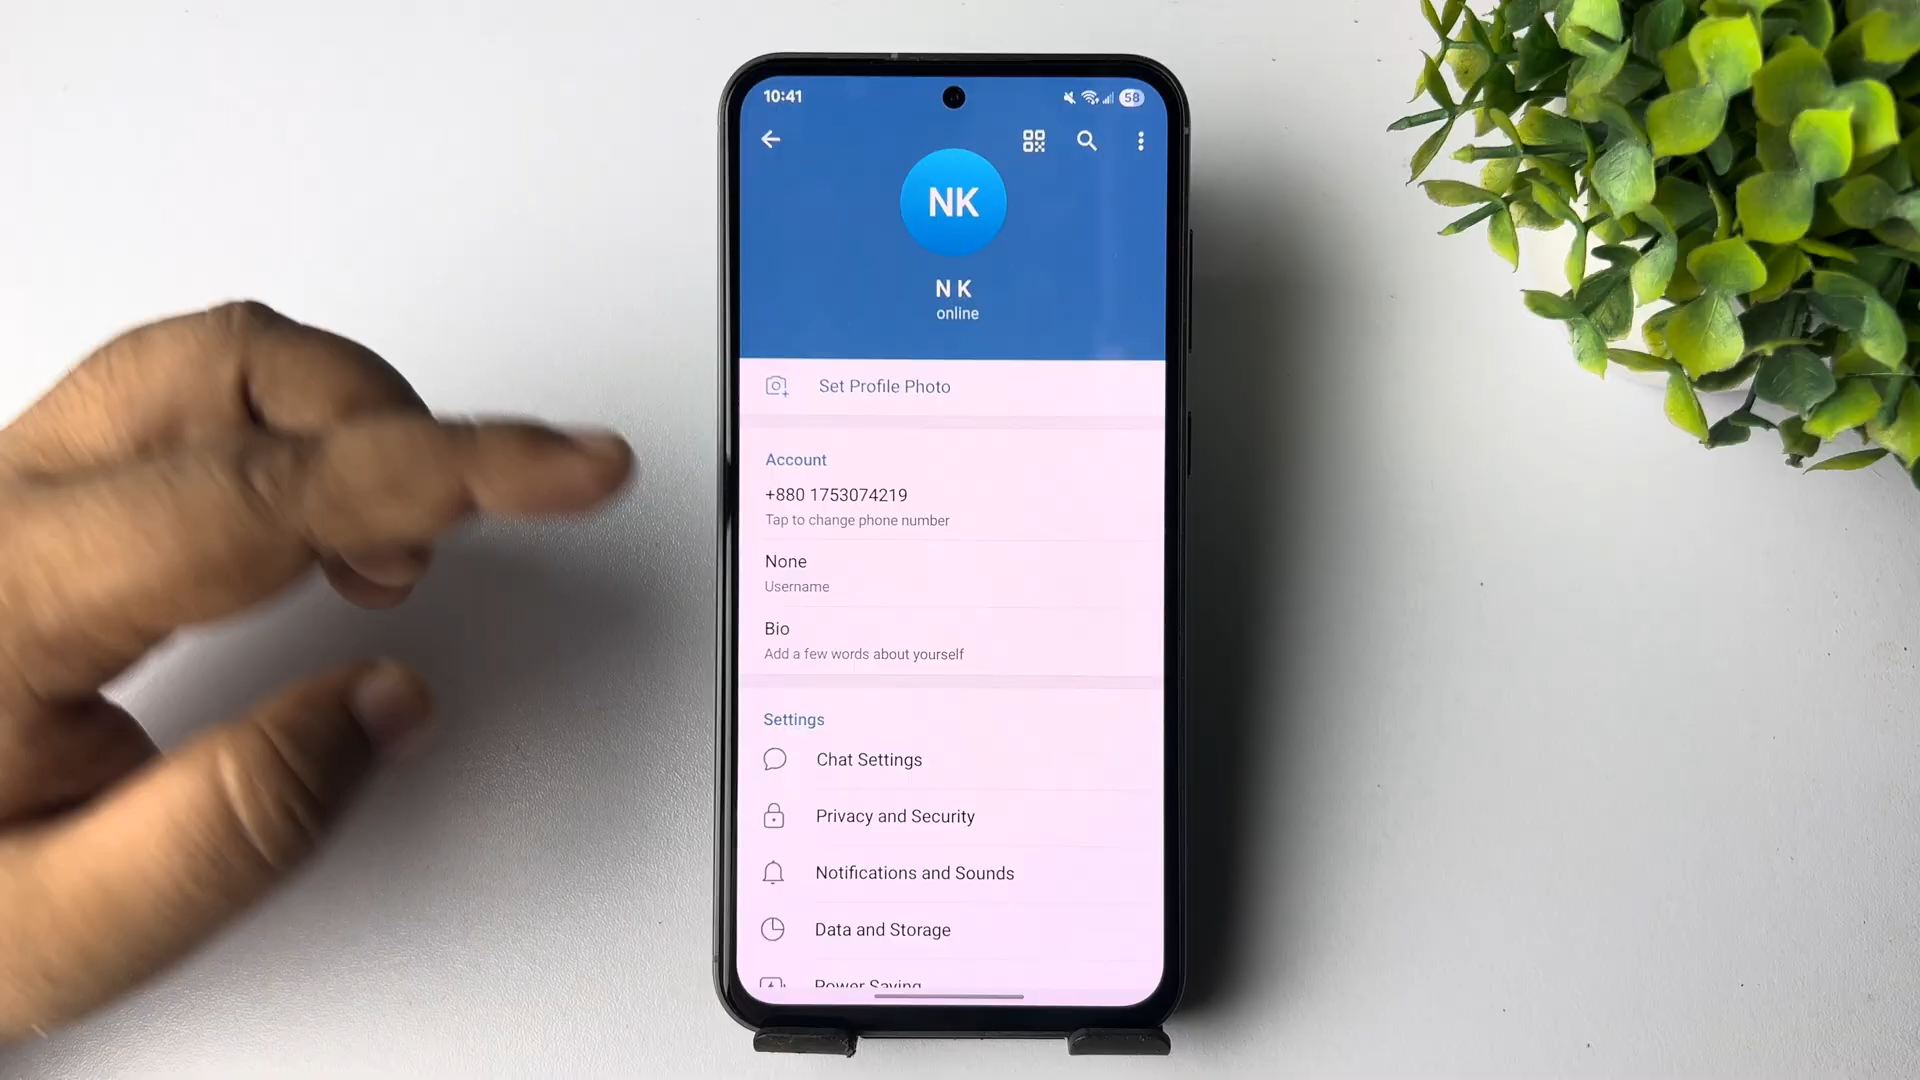 10:41
58
NK
N K
online
Set Profile Photo
Account
+880 1753074219
Tap to change phone number
None
Username
Bio
Add a few words about yourself
Settings
Chat Settings
Privacy and Security
Notifications and Sounds
Data and Storage
Power Saving